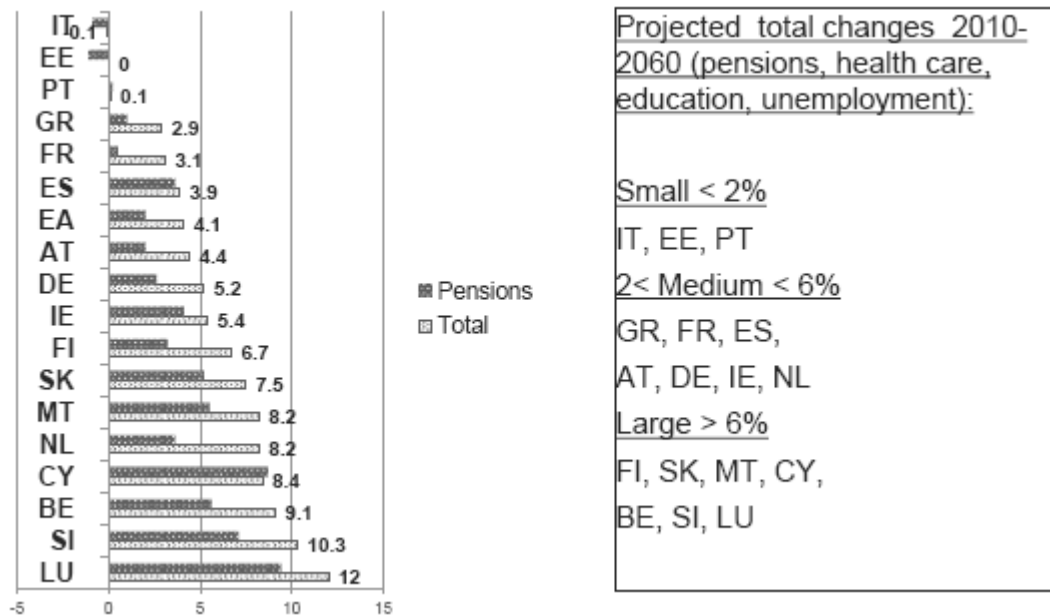 IT
0.1
EE
0
PT
0.1
GR
2.9
FR
3.1
ES
3.9
EA
4.1
AT
4.4
DE
5.2
IE
5.4
FI
6.7
SK
7.5
MT
8.2
NL
8.2
CY
8.4
BE
9.1
SI
10.3
LU
12
-5 0 5 10 15
Pensions
Total
Projected total changes 2010-
2060 (pensions, health care,
education, unemployment):
Small < 2%
IT, EE, PT
2< Medium < 6%
GR, FR, ES,
AT, DE, IE, NL
Large > 6%
FI, SK, MT, CY,
BE, SI, LU